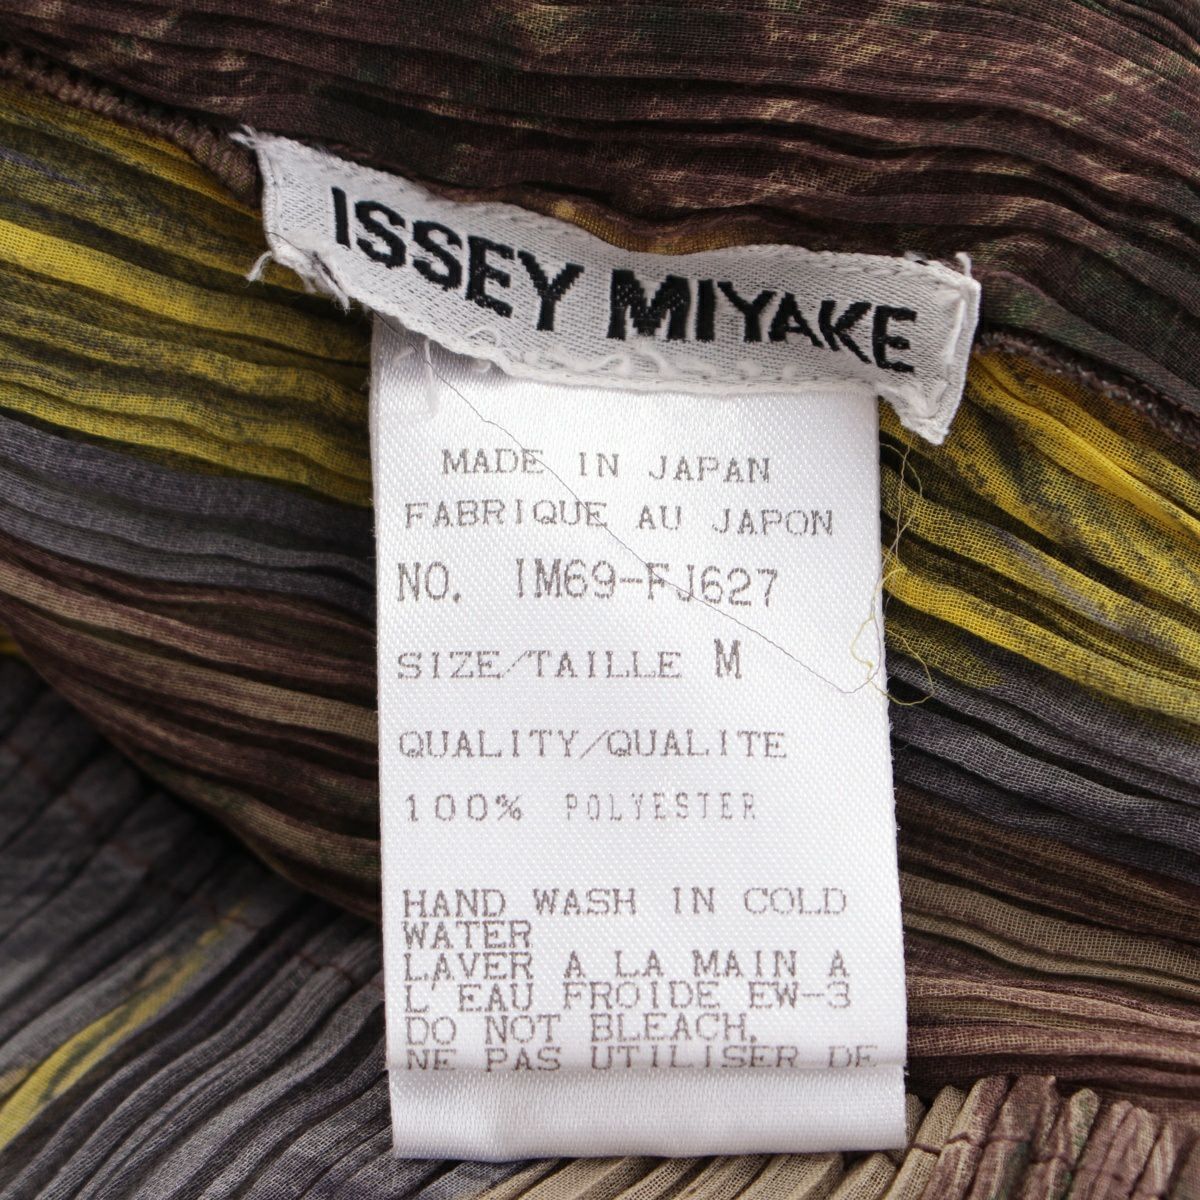 ISSEY MIYAKE
MADE IN JAPAN
FABRIQUE AU JAPON
NO. IM69-FJ627
SIZE/TAILLE M
QUALITY/QUALITE
100% POLYESTER
HAND WASH IN COLD
WATER
LAVER A LA MAIN A
L'EAU FROIDE EW-3
DO NOT BLEACH.
NE PAS UTILISER DE